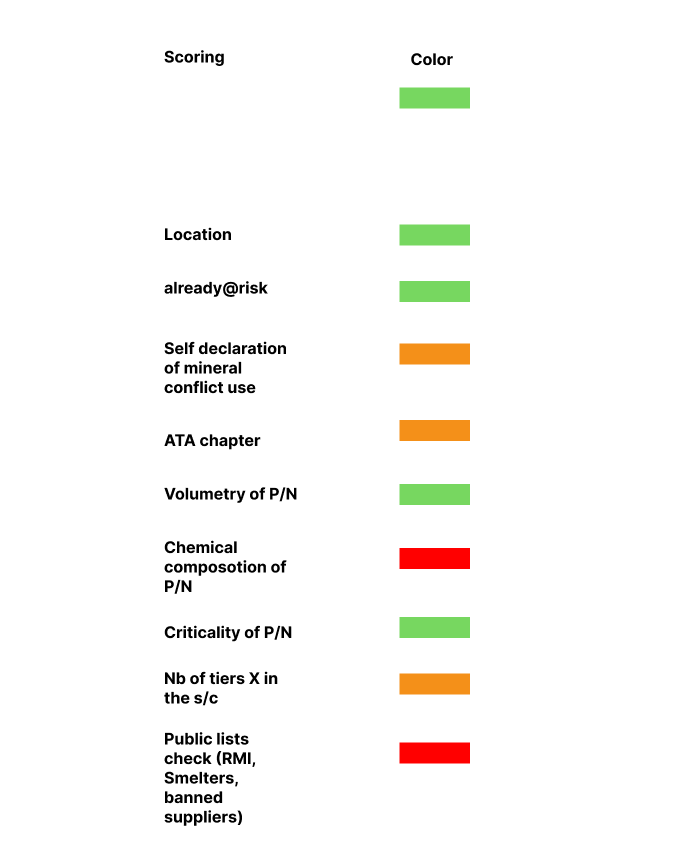 Scoring
Color
Location
already@risk
Self declaration
of mineral
conflict use
ATA chapter
Volumetry of P/N
Chemical
composotion of
P/N
Criticality of P/N
Nb of tiers X in
the s/c
Public lists
check (RMI,
Smelters,
banned
suppliers)